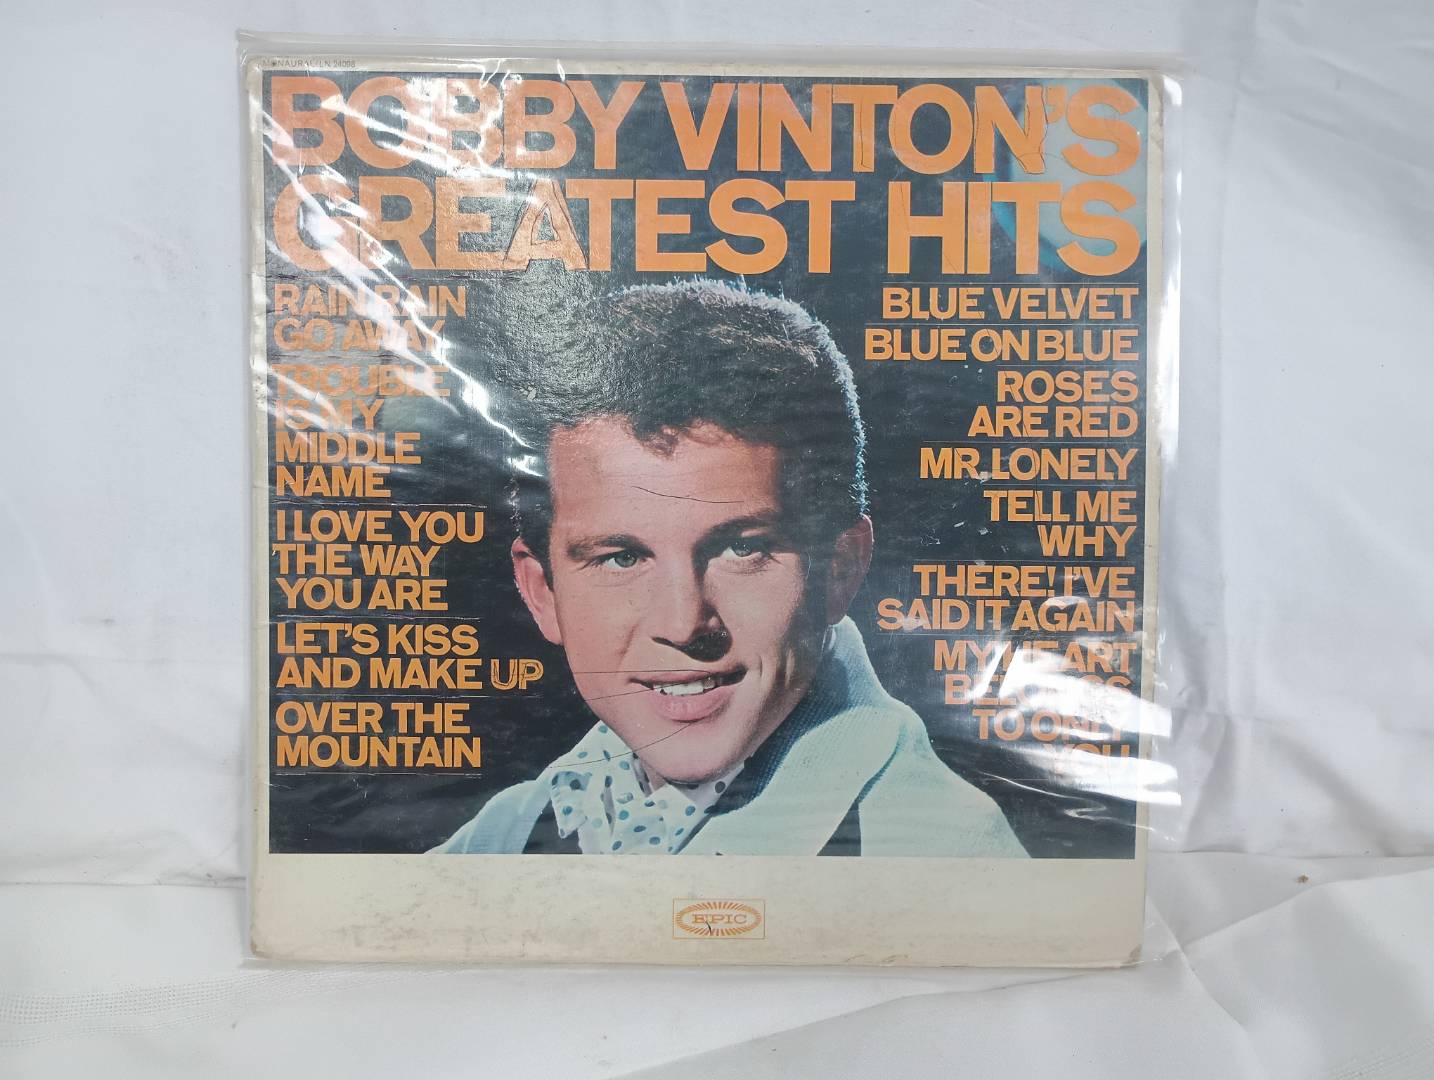 MONAURAL/LN 24098
BOBBY VINTON'S
GREATEST HITS
RAIN RAIN
GO AWAY
TROUBLE
IS MY
MIDDLE
NAME
I LOVE YOU
THE WAY
YOU ARE
LET'S KISS
AND MAKE UP
OVER THE
MOUNTAIN
BLUE VELVET
BLUE ON BLUE
ROSES
ARE RED
MR. LONELY
TELL ME
WHY
THERE! I'VE
SAID IT AGAIN
MY HEART
BELONGS
TO ONLY
YOU
EPIC